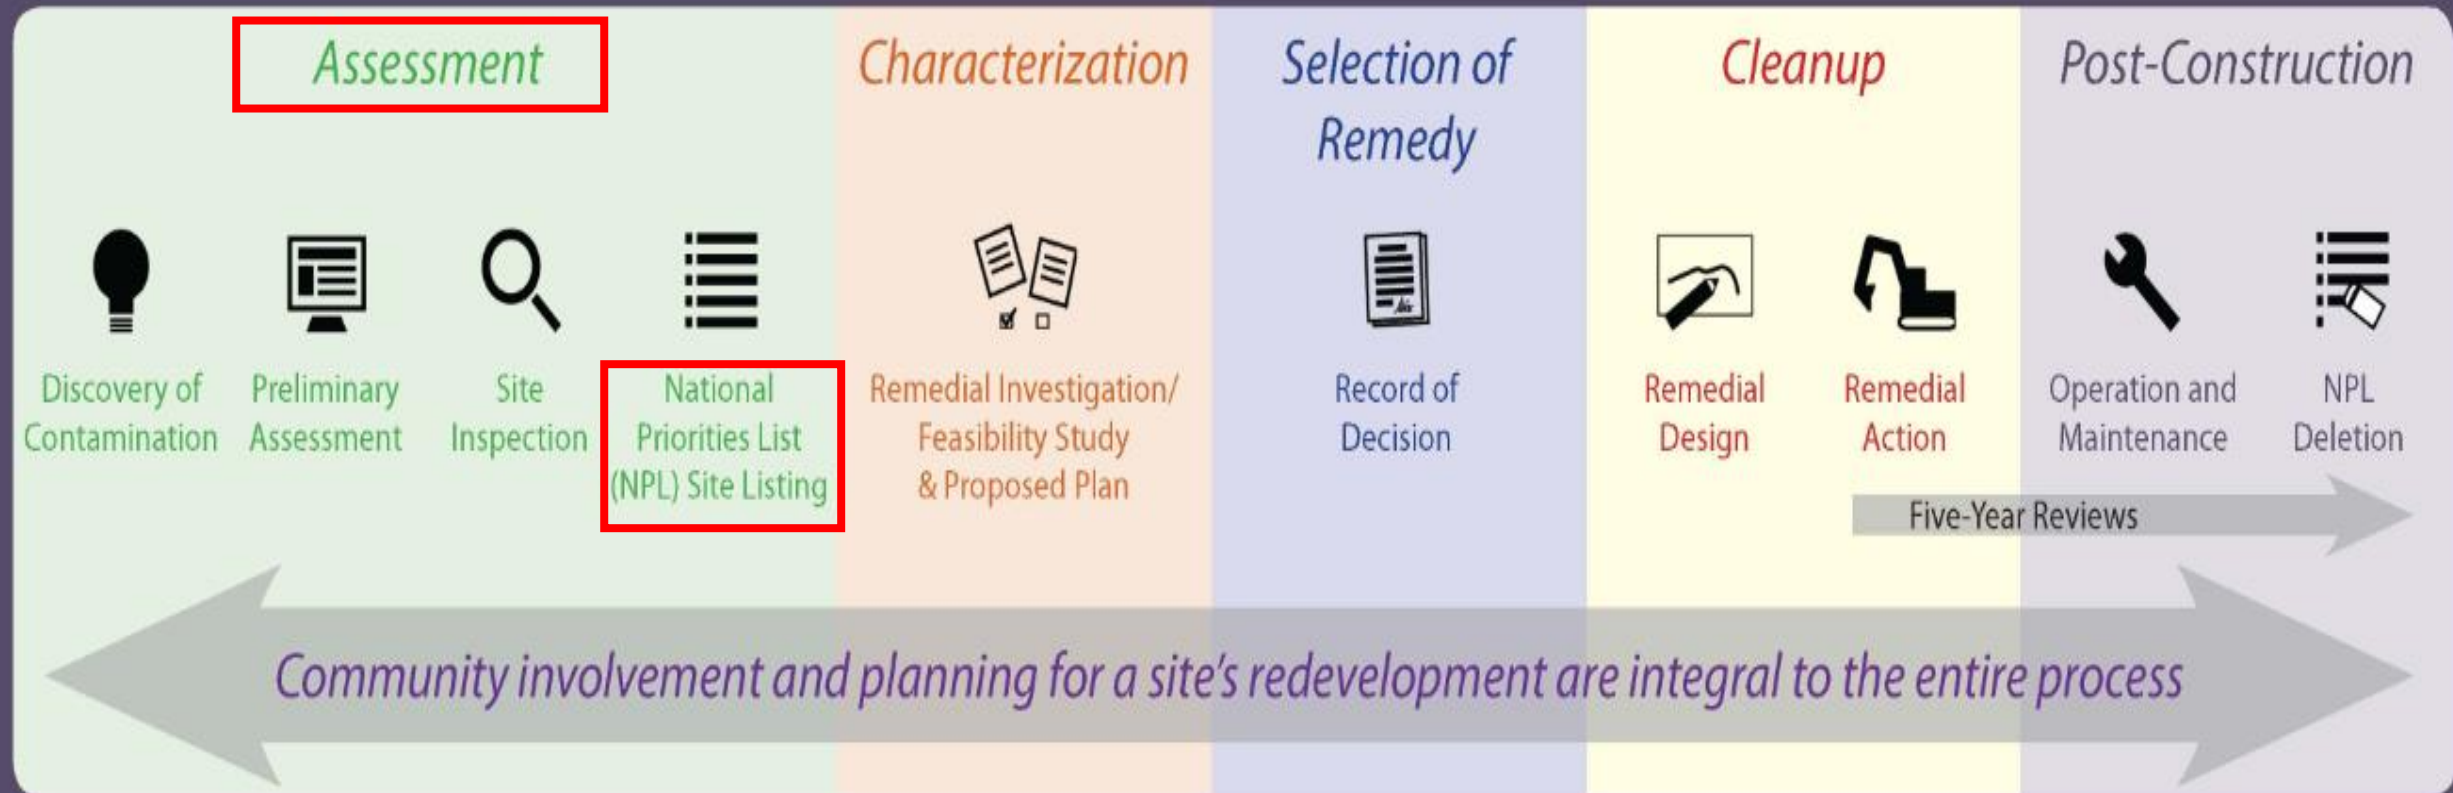 Assessment
Discovery of
Contamination
Preliminary
Assessment
Site
Inspection
National
Priorities List
(NPL) Site Listing
Characterization
Remedial Investigation/
Feasibility Study
& Proposed Plan
Selection of
Remedy
Record of
Decision
Cleanup
Remedial
Design
Remedial
Action
Post-Construction
Operation and
Maintenance
NPL
Deletion
Five-Year Reviews
Community involvement and planning for a site's redevelopment are integral to the entire process